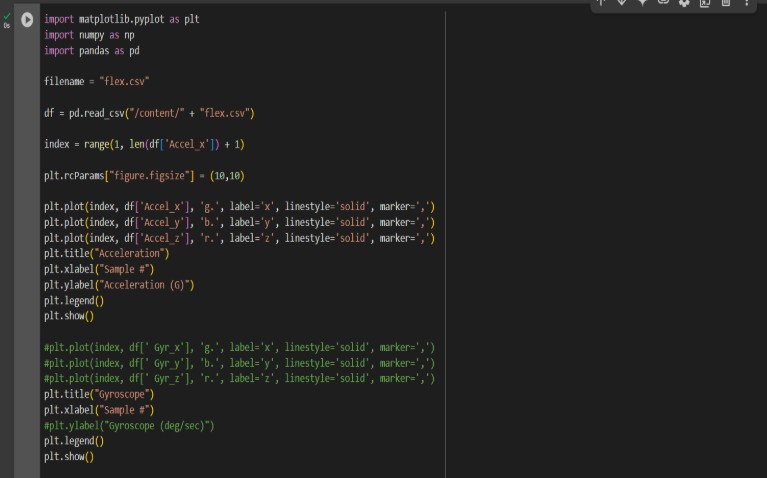 0s
import matplotlib.pyplot as plt
import numpy as np
import pandas as pd
filename = "flex.csv"
df = pd.read_csv("/content/" + "flex.csv")
index = range(1, len(df['Accel_x']) + 1)
plt.rcParams["figure.figsize"] = (10,10)
plt.plot(index, df['Accel_x'], 'g.', label='x', linestyle='solid', marker=',')
plt.plot(index, df['Accel_y'], 'b.', label='y', linestyle='solid', marker=',')
plt.plot(index, df['Accel_z'], 'r.', label='z', linestyle='solid', marker=',')
plt.title("Acceleration")
plt.xlabel("Sample #")
plt.ylabel("Acceleration (G)")
plt.legend()
plt.show()
#plt.plot(index, df[' Gyr_x'], 'g.', label='x', linestyle='solid', marker=',')
#plt.plot(index, df[' Gyr_y'], 'b.', label='y', linestyle='solid', marker=',')
#plt.plot(index, df[' Gyr_z'], 'r.', label='z', linestyle='solid', marker=',')
plt.title("Gyroscope")
plt.xlabel("Sample #")
#plt.ylabel("Gyroscope (deg/sec)")
plt.legend()
plt.show()